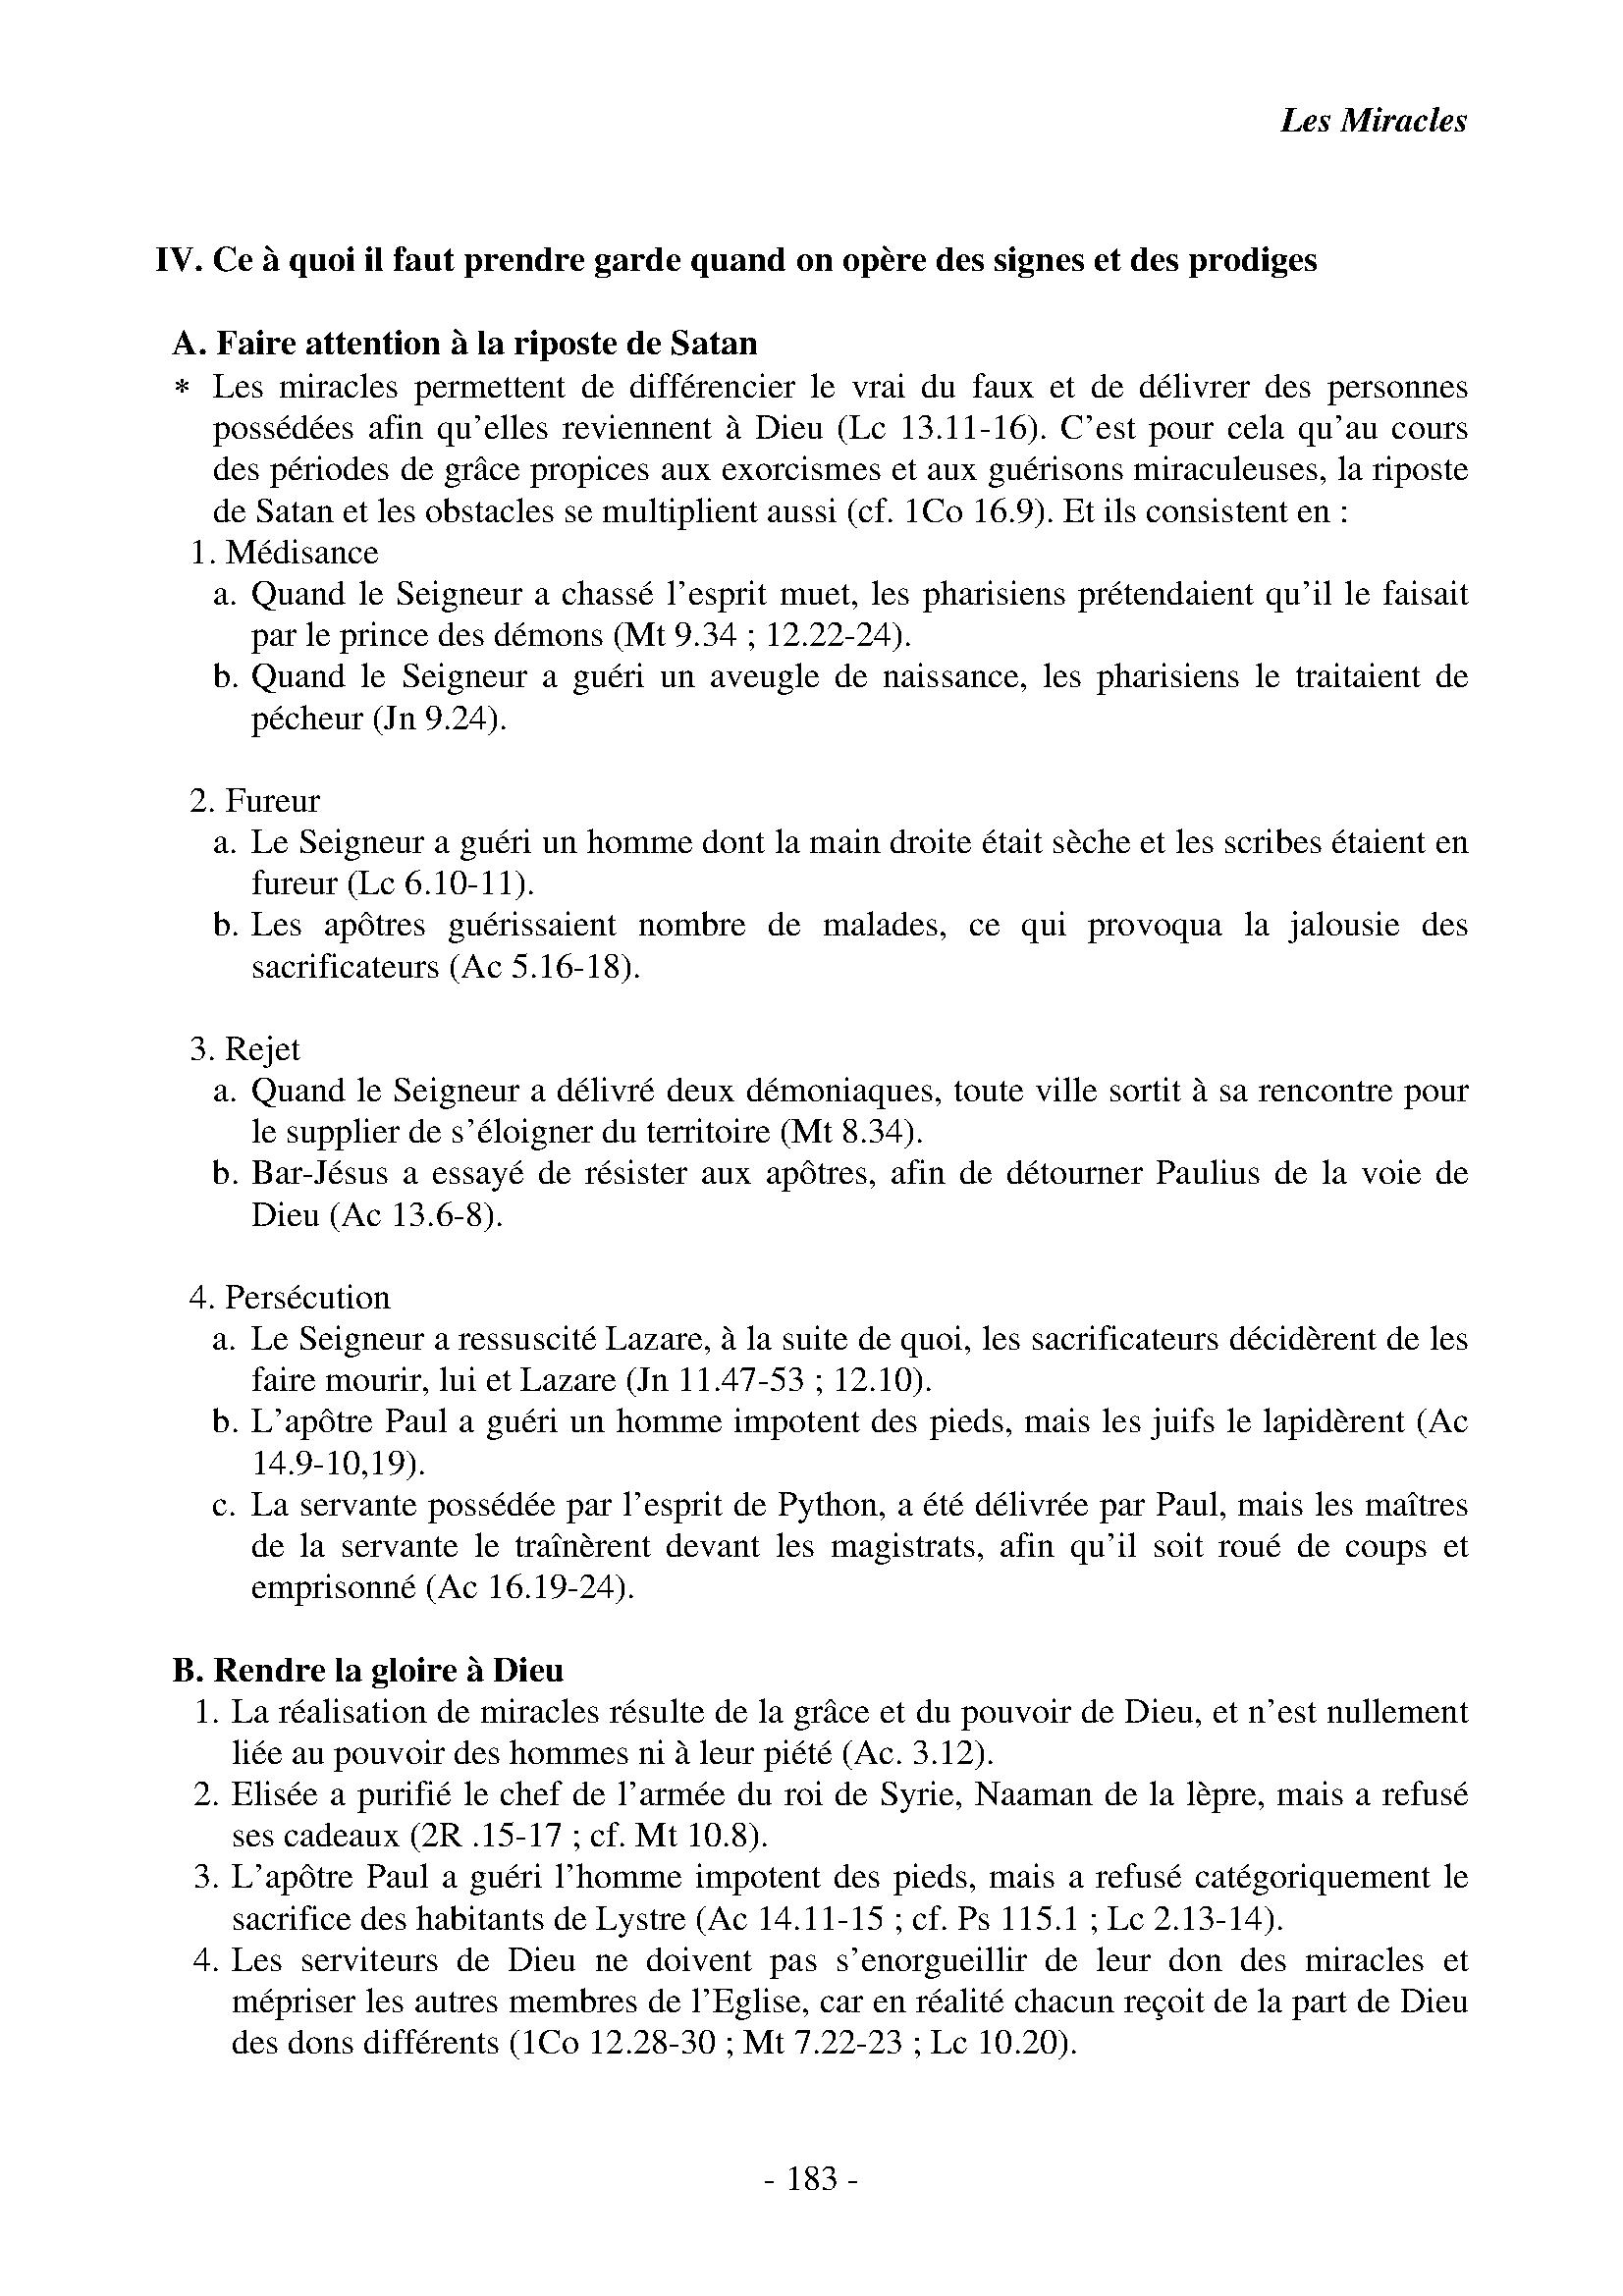 Les Miracles
IV. Ce à quoi il faut prendre garde quand on opère des signes et des prodiges
A. Faire attention à la riposte de Satan
* Les miracles permettent de différencier le vrai du faux et de délivrer des personnes
possédées afin qu’elles reviennent à Dieu (Lc 13.11-16). C’est pour cela qu’au cours
des périodes de grâce propices aux exorcismes et aux guérisons miraculeuses, la riposte
de Satan et les obstacles se multiplient aussi (cf. 1Co 16.9). Et ils consistent en :
1. Médisance
a. Quand le Seigneur a chassé l’esprit muet, les pharisiens prétendaient qu’il le faisait
par le prince des démons (Mt 9.34 ; 12.22-24).
b. Quand le Seigneur a guéri un aveugle de naissance, les pharisiens le traitaient de
pécheur (Jn 9.24).
2. Fureur
a. Le Seigneur a guéri un homme dont la main droite était sèche et les scribes étaient en
fureur (Lc 6.10-11).
b. Les apôtres guérissaient nombre de malades, ce qui provoqua la jalousie des
sacrificateurs (Ac 5.16-18).
3. Rejet
a. Quand le Seigneur a délivré deux démoniaques, toute ville sortit à sa rencontre pour
le supplier de s’éloigner du territoire (Mt 8.34).
b. Bar-Jésus a essayé de résister aux apôtres, afin de détourner Paulius de la voie de
Dieu (Ac 13.6-8).
4. Persécution
a. Le Seigneur a ressuscité Lazare, à la suite de quoi, les sacrificateurs décidèrent de les
faire mourir, lui et Lazare (Jn 11.47-53 ; 12.10).
b. L’apôtre Paul a guéri un homme impotent des pieds, mais les juifs le lapidèrent (Ac
14.9-10,19).
c. La servante possédée par l’esprit de Python, a été délivrée par Paul, mais les maîtres
de la servante le traînèrent devant les magistrats, afin qu’il soit roué de coups et
emprisonné (Ac 16.19-24).
B. Rendre la gloire à Dieu
1. La réalisation de miracles résulte de la grâce et du pouvoir de Dieu, et n’est nullement
liée au pouvoir des hommes ni à leur piété (Ac. 3.12).
2. Elisée a purifié le chef de l’armée du roi de Syrie, Naaman de la lèpre, mais a refusé
ses cadeaux (2R .15-17 ; cf. Mt 10.8).
3. L’apôtre Paul a guéri l’homme impotent des pieds, mais a refusé catégoriquement le
sacrifice des habitants de Lystre (Ac 14.11-15 ; cf. Ps 115.1 ; Lc 2.13-14).
4. Les serviteurs de Dieu ne doivent pas s’enorgueillir de leur don des miracles et
mépriser les autres membres de l’Eglise, car en réalité chacun reçoit de la part de Dieu
des dons différents (1Co 12.28-30 ; Mt 7.22-23 ; Lc 10.20).
- 183 -